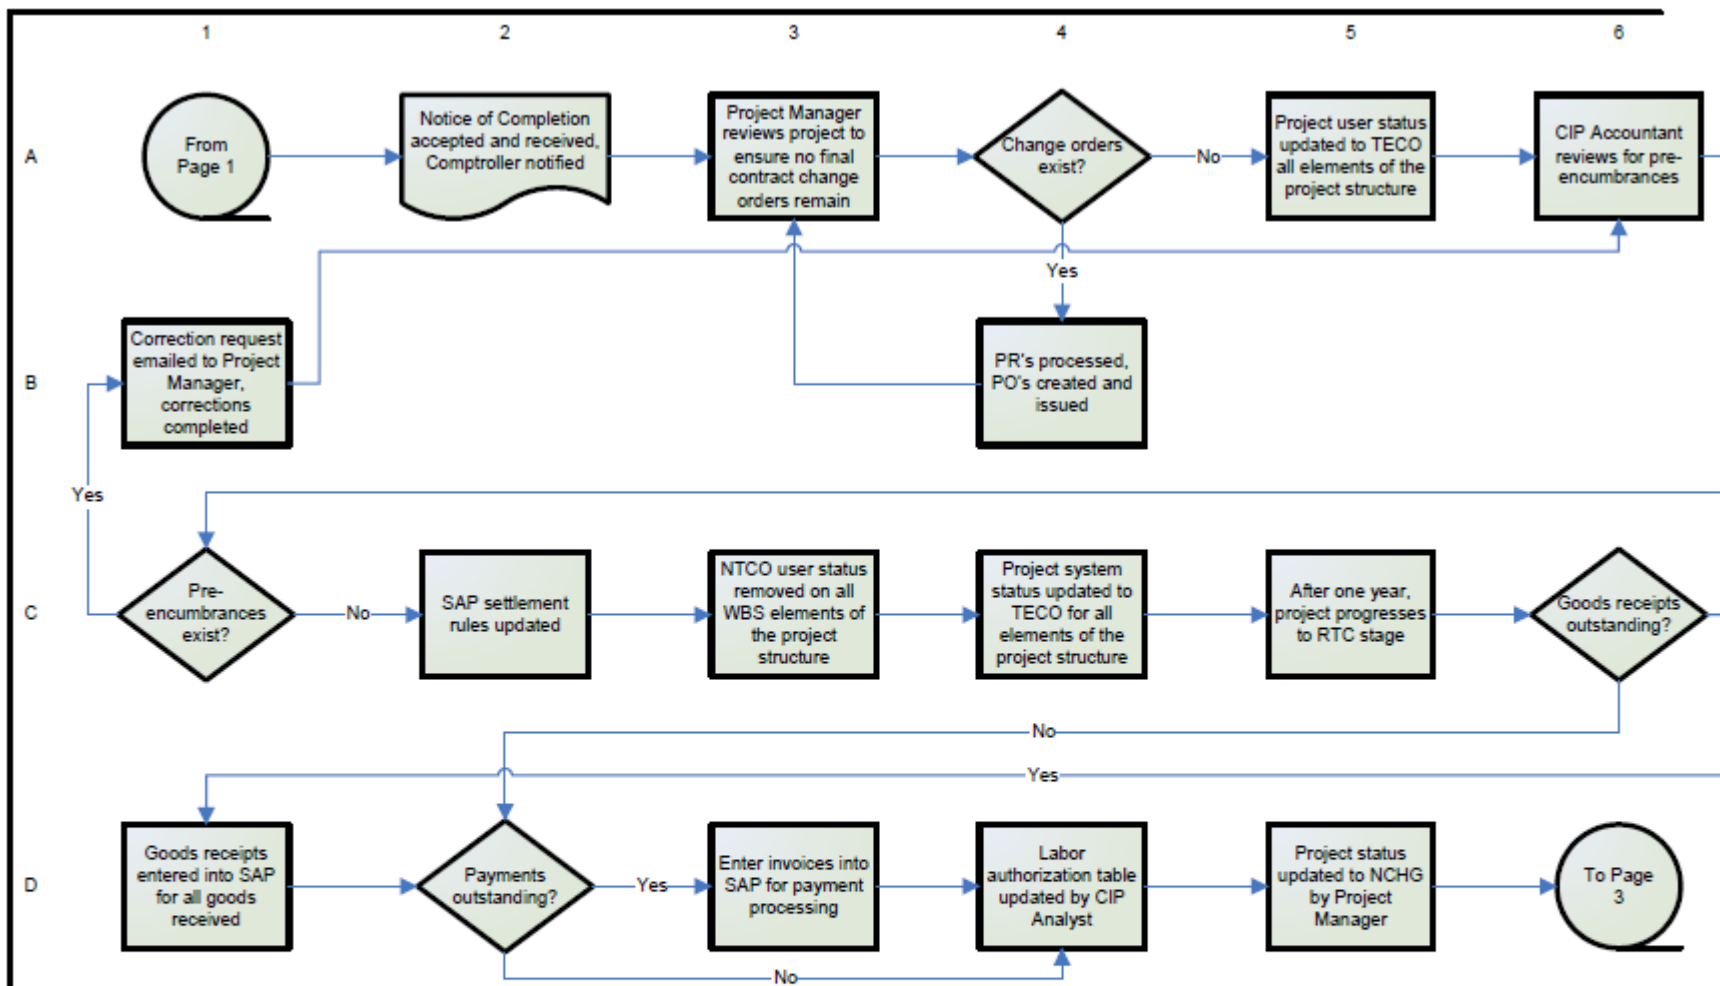 1
2
3
4
5
6
A
From
Page 1
Notice of Completion
accepted and received,
Comptroller notified
Project Manager
reviews project to
ensure no final
contract change
orders remain
Change orders
exist?
No
Project user status
updated to TECO
all elements of the
project structure
CIP Accountant
reviews for pre-
encumbrances
Yes
B
Correction request
emailed to Project
Manager,
corrections
completed
PR's processed,
PO's created and
issued
Yes
C
Pre-
encumbrances
exist?
No
SAP settlement
rules updated
NTCO user status
removed on all
WBS elements of
the project
structure
Project system
status updated to
TECO for all
elements of the
project structure
After one year,
project progresses
to RTC stage
Goods receipts
outstanding?
No
Yes
D
Goods receipts
entered into SAP
for all goods
received
Payments
outstanding?
Yes
Enter invoices into
SAP for payment
processing
Labor
authorization table
updated by CIP
Analyst
Project status
updated to NCHG
by Project
Manager
To Page
3
No